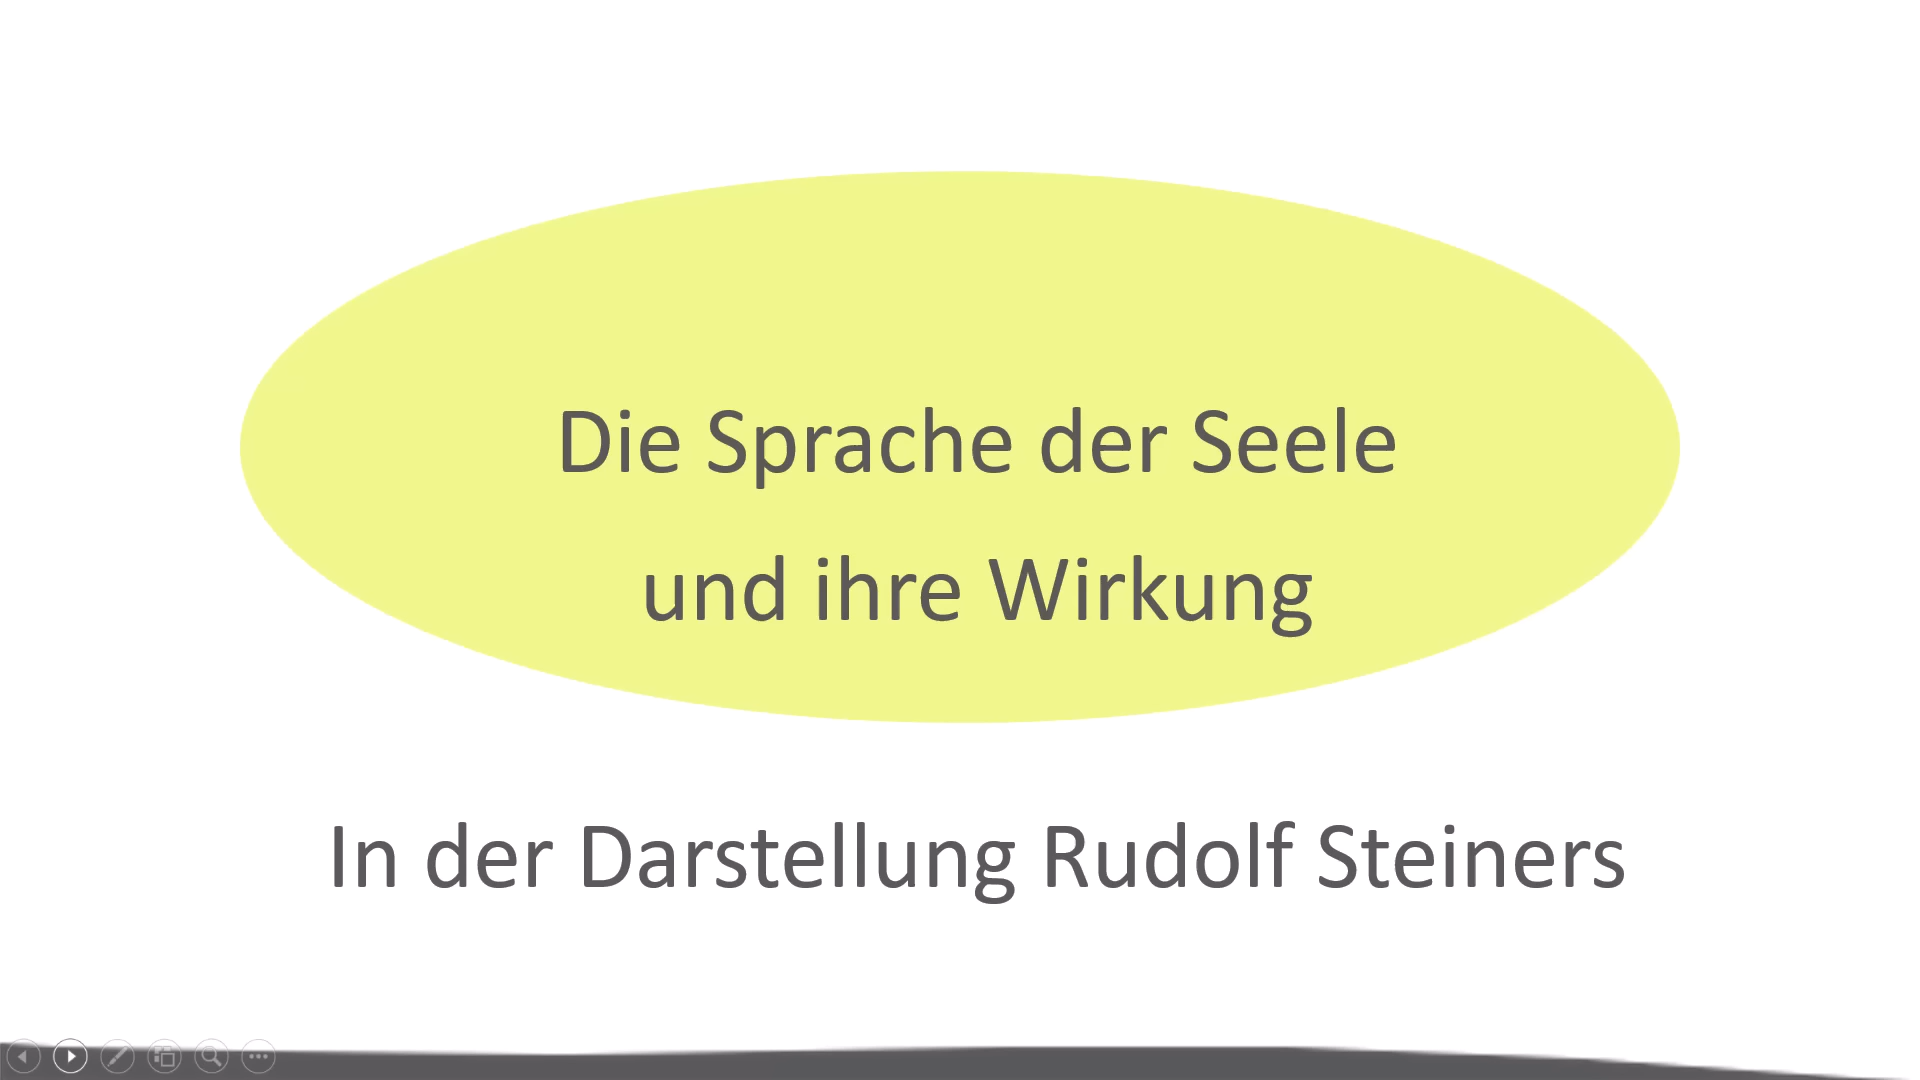 Die Sprache der Seele
und ihre Wirkung
In der Darstellung Rudolf Steiners